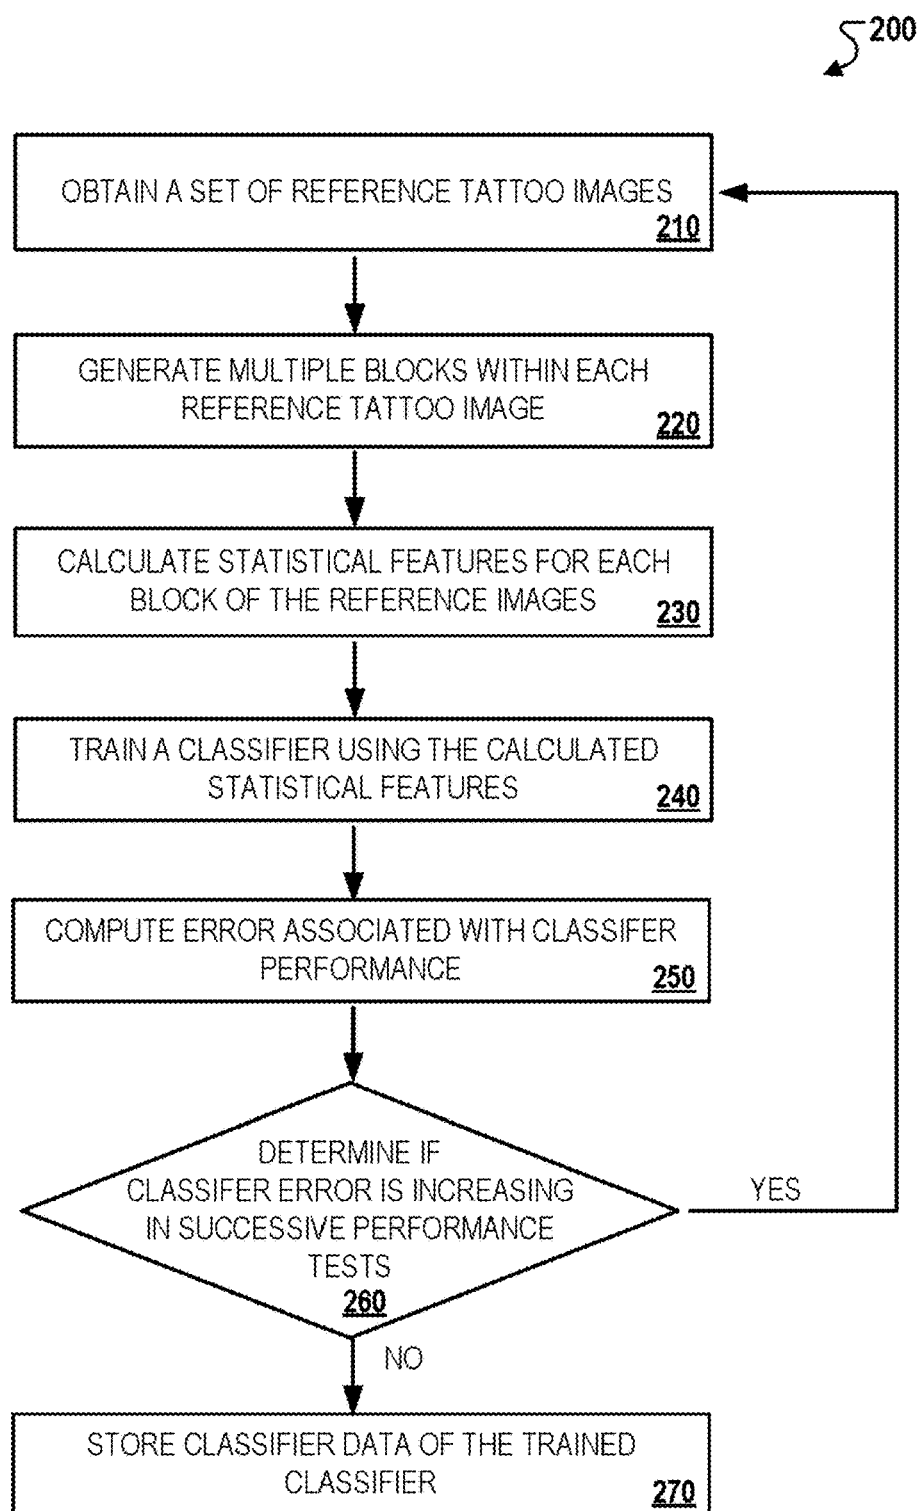 200
OBTAIN A SET OF REFERENCE TATTOO IMAGES
210
GENERATE MULTIPLE BLOCKS WITHIN EACH
REFERENCE TATTOO IMAGE
220
CALCULATE STATISTICAL FEATURES FOR EACH
BLOCK OF THE REFERENCE IMAGES
230
TRAIN A CLASSIFIER USING THE CALCULATED
STATISTICAL FEATURES
240
COMPUTE ERROR ASSOCIATED WITH CLASSIFER
PERFORMANCE
250
DETERMINE IF
CLASSIFER ERROR IS INCREASING
IN SUCCESSIVE PERFORMANCE
TESTS
260
YES
NO
STORE CLASSIFIER DATA OF THE TRAINED
CLASSIFIER
270